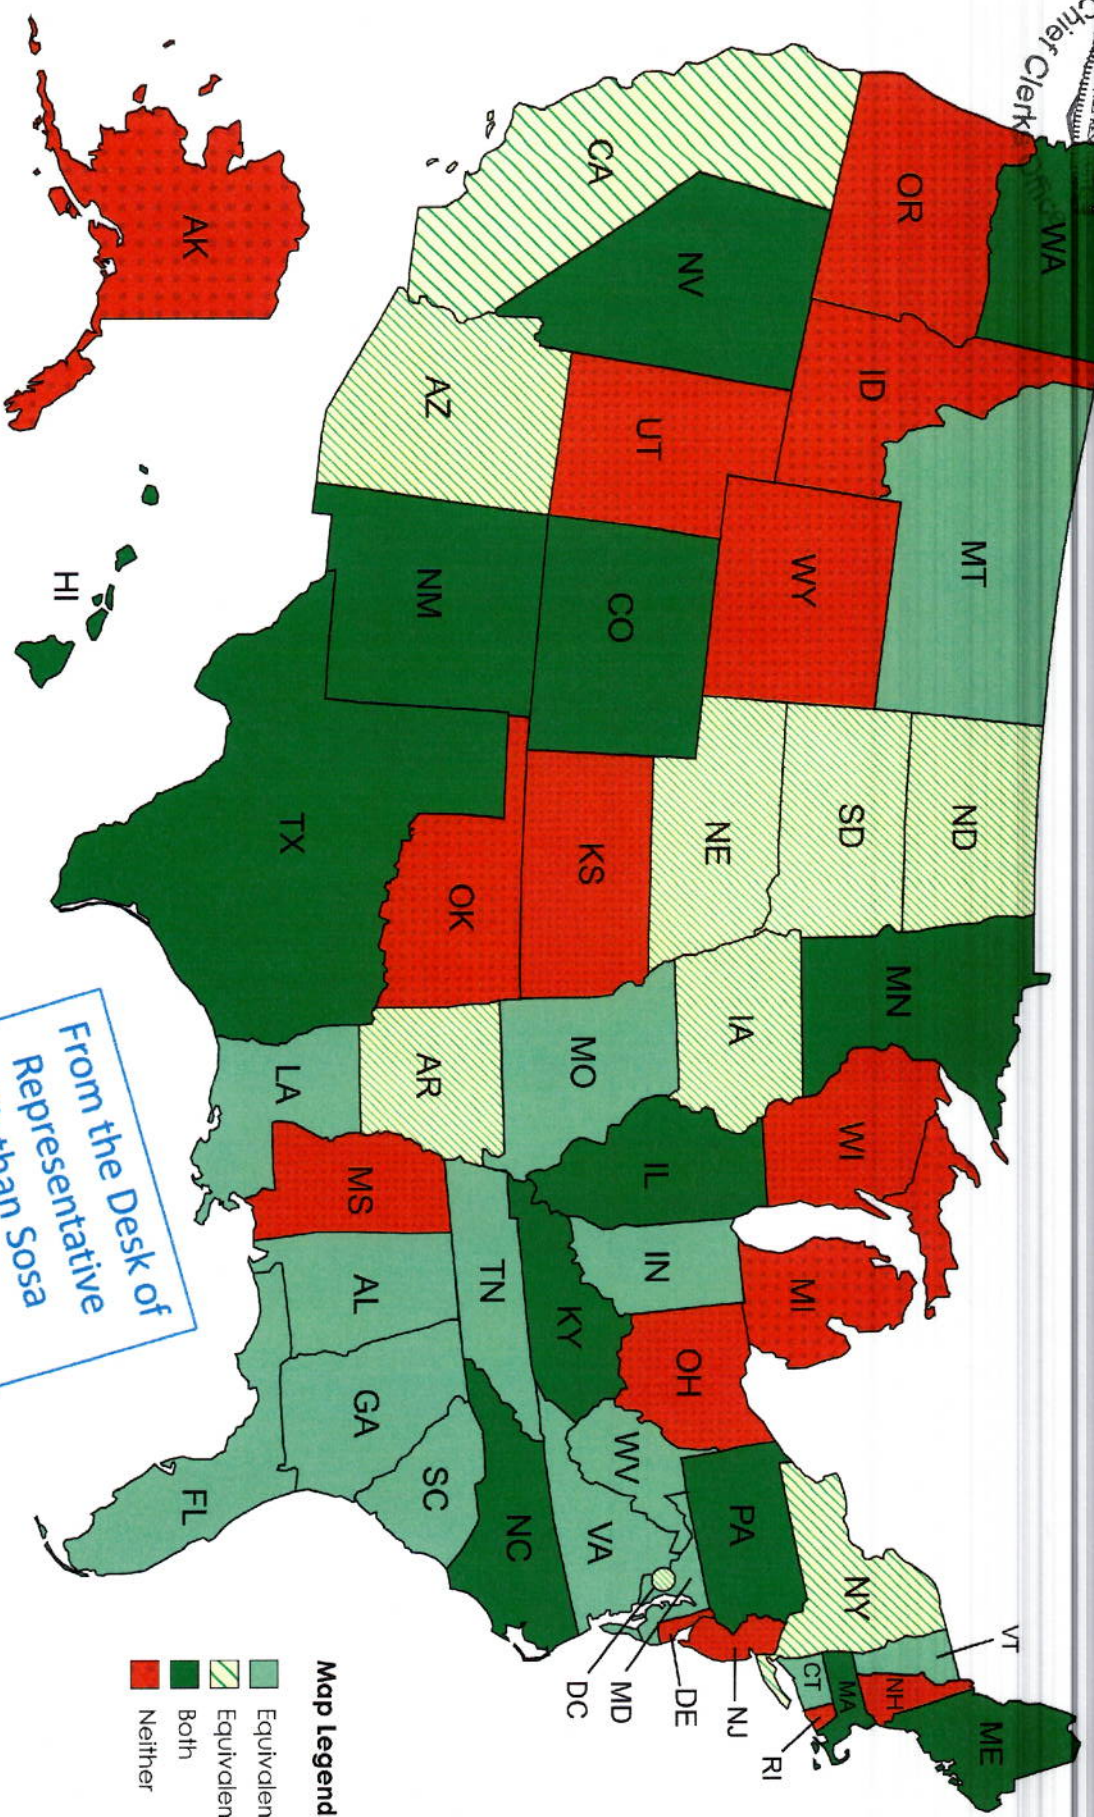 Chief Clerk
WA
OR
CA
NV
ID
UT
AZ
MT
WY
CO
NM
ND
SD
NE
KS
OK
TX
MN
IA
MO
AR
LA
WI
IL
MS
MI
IN
OH
KY
TN
AL
GA
FL
SC
NC
VA
WV
PA
NY
VT
NH
ME
MA
CT
RI
NJ
DE
MD
DC
AK
HI
Map Legend
Equivalen
Equivalen
Both
Neither
From the Desk of
Representative
than Sosa